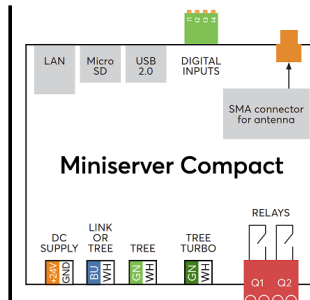 I1 I2 I3 I4
LAN
Micro
SD
USB
2.0
DIGITAL
INPUTS
SMA connector
for antenna
Miniserver Compact
RELAYS
DC
SUPPLY
LINK
OR
TREE
TREE
TREE
TURBO
+24V
GND
BU
WH
GN
WH
GN
WH
Q1 Q2